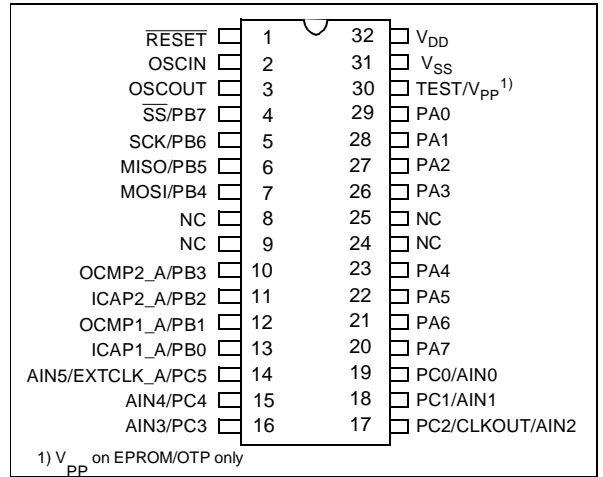 RESET 1 32 VDD
OSCIN 2 31 VSS
OSCOUT 3 30 TEST/VPP1)
SS/PB7 4 29 PA0
SCK/PB6 5 28 PA1
MISO/PB5 6 27 PA2
MOSI/PB4 7 26 PA3
NC 8 25 NC
NC 9 24 NC
OCMP2_A/PB3 10 23 PA4
ICAP2_A/PB2 11 22 PA5
OCMP1_A/PB1 12 21 PA6
ICAP1_A/PB0 13 20 PA7
AIN5/EXTCLK_A/PC5 14 19 PC0/AIN0
AIN4/PC4 15 18 PC1/AIN1
AIN3/PC3 16 17 PC2/CLKOUT/AIN2
1) VPP on EPROM/OTP only